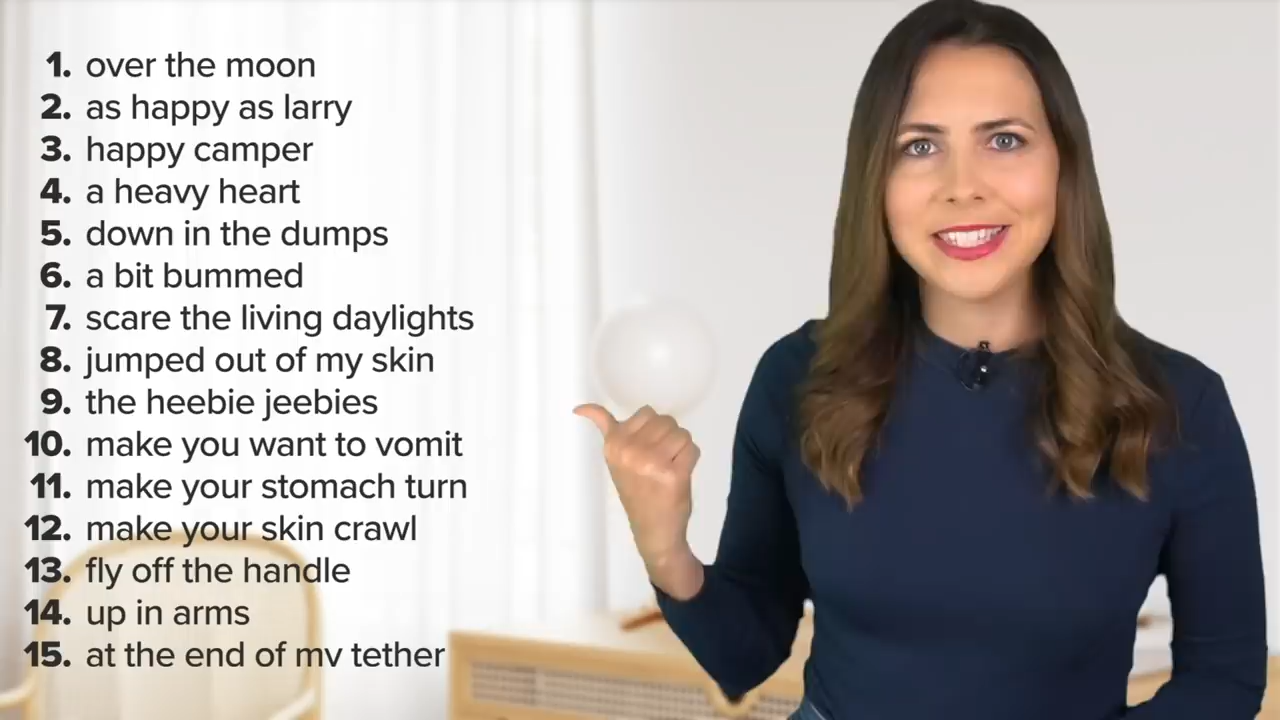 1. over the moon
2. as happy as larry
3. happy camper
4. a heavy heart
5. down in the dumps
6. a bit bummed
7. scare the living daylights
8. jumped out of my skin
9. the heebie jeebies
10. make you want to vomit
11. make your stomach turn
12. make your skin crawl
13. fly off the handle
14. up in arms
15. at the end of my tether